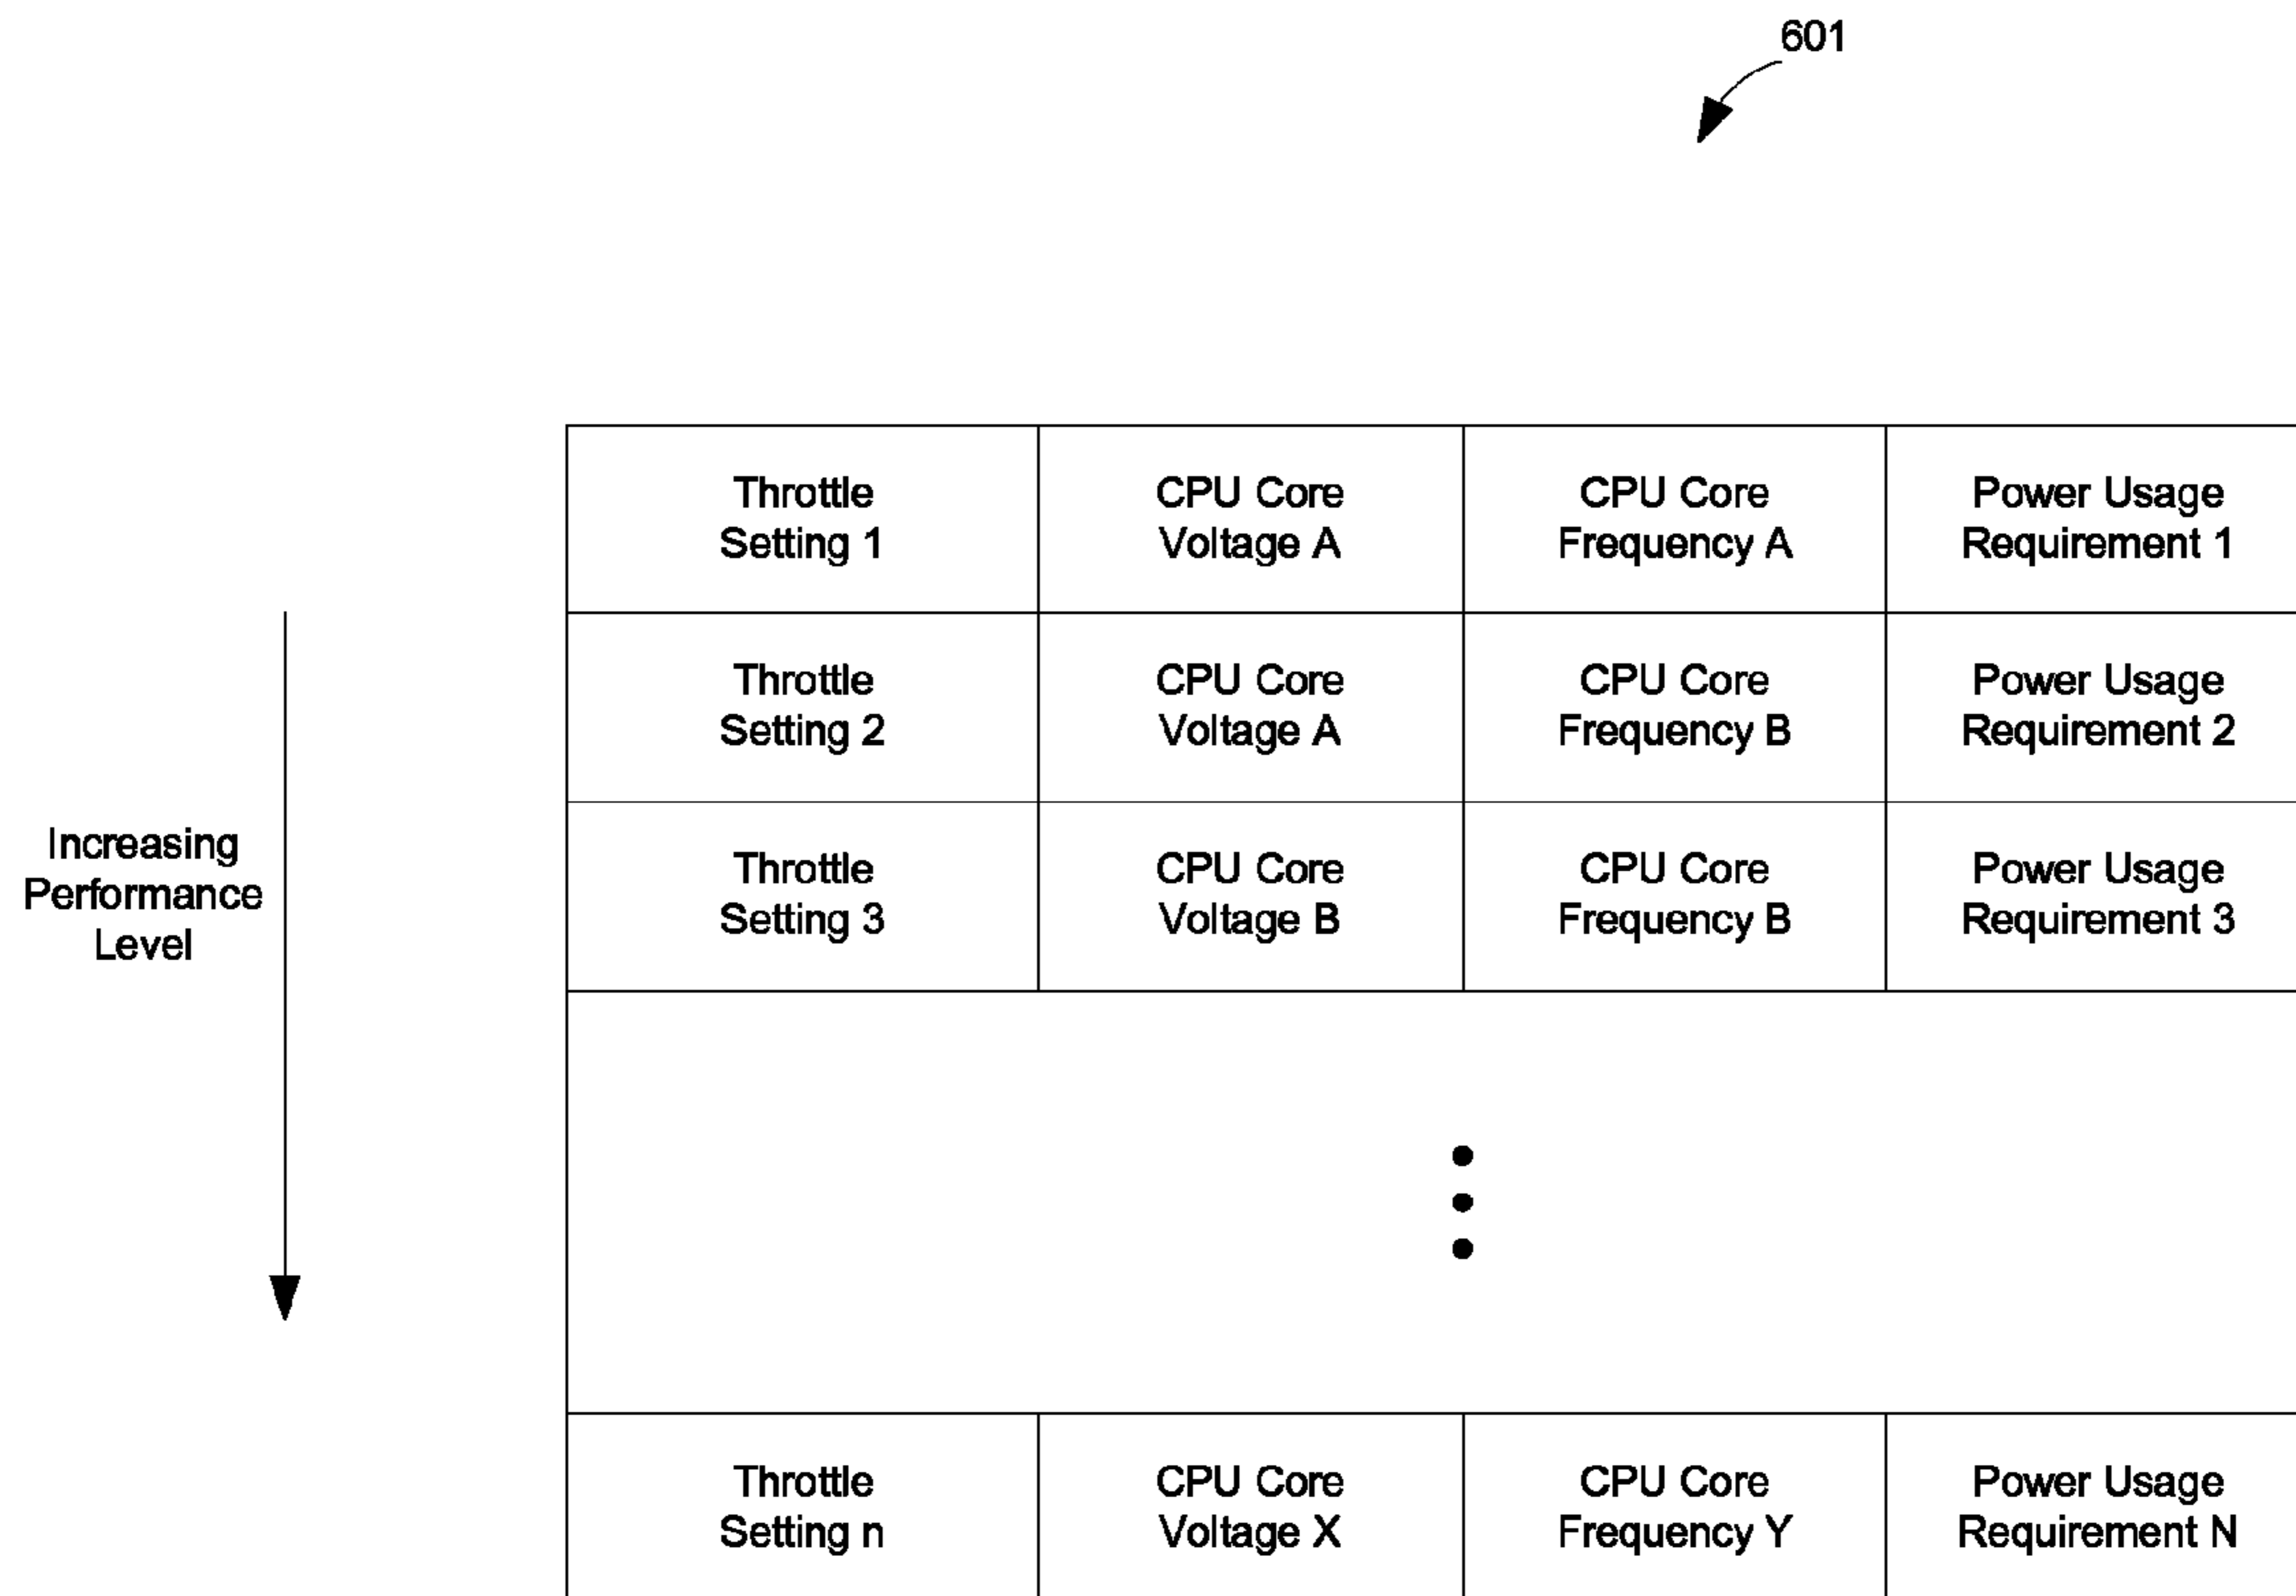 601
Throttle
Setting 1
CPU Core
Voltage A
CPU Core
Frequency A
Power Usage
Requirement 1
Throttle
Setting 2
CPU Core
Voltage A
CPU Core
Frequency B
Power Usage
Requirement 2
Increasing
Performance
Level
Throttle
Setting 3
CPU Core
Voltage B
CPU Core
Frequency B
Power Usage
Requirement 3
Throttle
Setting n
CPU Core
Voltage X
CPU Core
Frequency Y
Power Usage
Requirement N